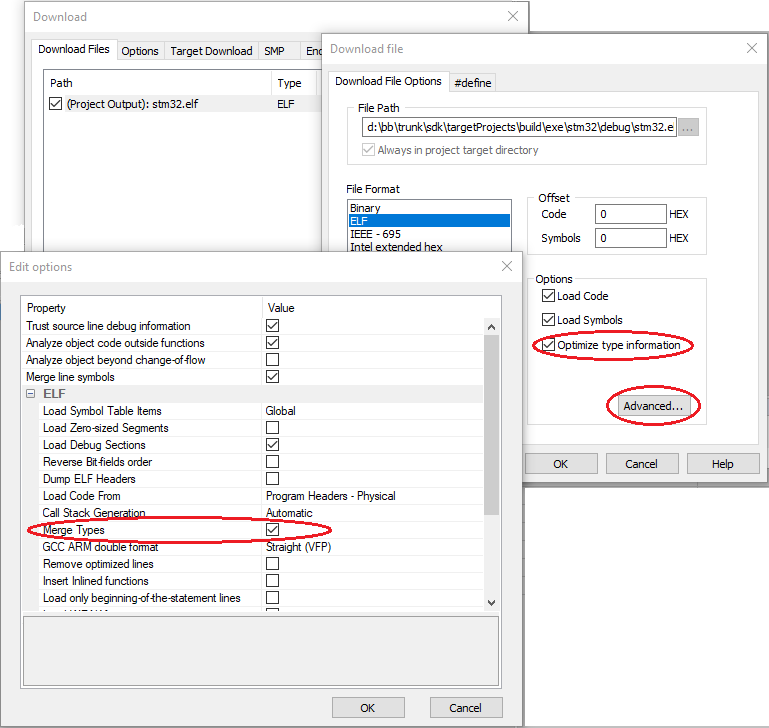 Download
Download Files Options Target Download SMP
Path Type
(Project Output): stm32.elf ELF
Download file
Download File Options #define
File Path
d:\bb\trunk\sdk\targetProjects\build\exe\stm32\debug\stm32.e ...
Always in project target directory
File Format
Binary
ELF
IEEE - 695
Intel extended hex
Offset
Code 0 HEX
Symbols 0 HEX
Options
Load Code
Load Symbols
Optimize type information
Advanced...
OK Cancel Help
Edit options
Property Value
Trust source line debug information
Analyze object code outside functions
Analyze object beyond change-of-flow
Merge line symbols
ELF
Load Symbol Table Items Global
Load Zero-sized Segments
Load Debug Sections
Reverse Bit-fields order
Dump ELF Headers
Load Code From Program Headers - Physical
Call Stack Generation Automatic
Merge Types
GCC ARM double format Straight (VFP)
Remove optimized lines
Insert Inlined functions
Load only beginning-of-the-statement lines
OK Cancel